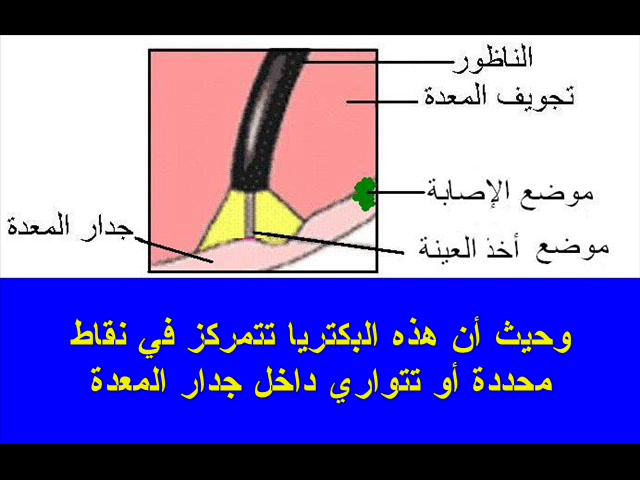 الناظور
تجويف المعدة
موضع الإصابة
موضع أخذ العينة
جدار المعدة
وحيث أن هذه البكتريا تتمركز في نقاط
محددة أو تتواري داخل جدار المعدة